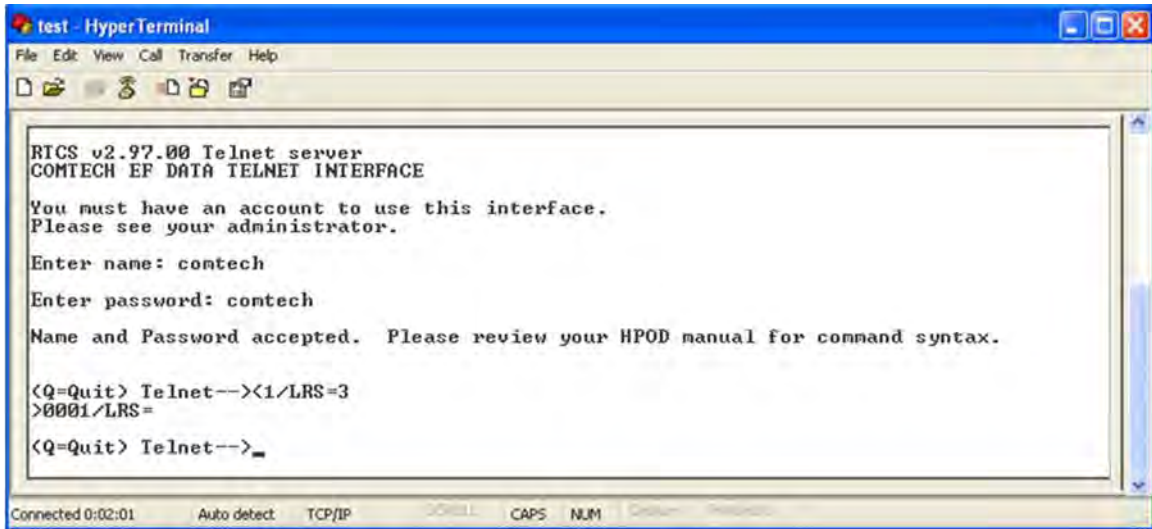 test - HyperTerminal
File Edit View Call Transfer Help
RTCS v2.97.00 Telnet server
COMTECH EF DATA TELNET INTERFACE
You must have an account to use this interface.
Please see your administrator.
Enter name: comtech
Enter password: comtech
Name and Password accepted.  Please review your HPOD manual for command syntax.
(Q=Quit) Telnet--><1/LRS=3
>0001/LRS=
(Q=Quit) Telnet-->_
Connected 0:02:01 Auto detect TCP/IP SCROLL CAPS NUM